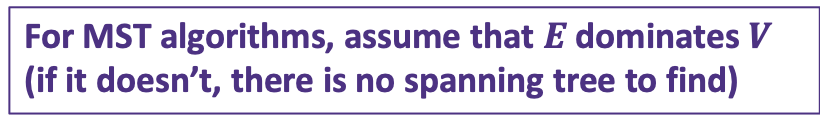 For MST algorithms, assume that E dominates V
(if it doesn’t, there is no spanning tree to find)